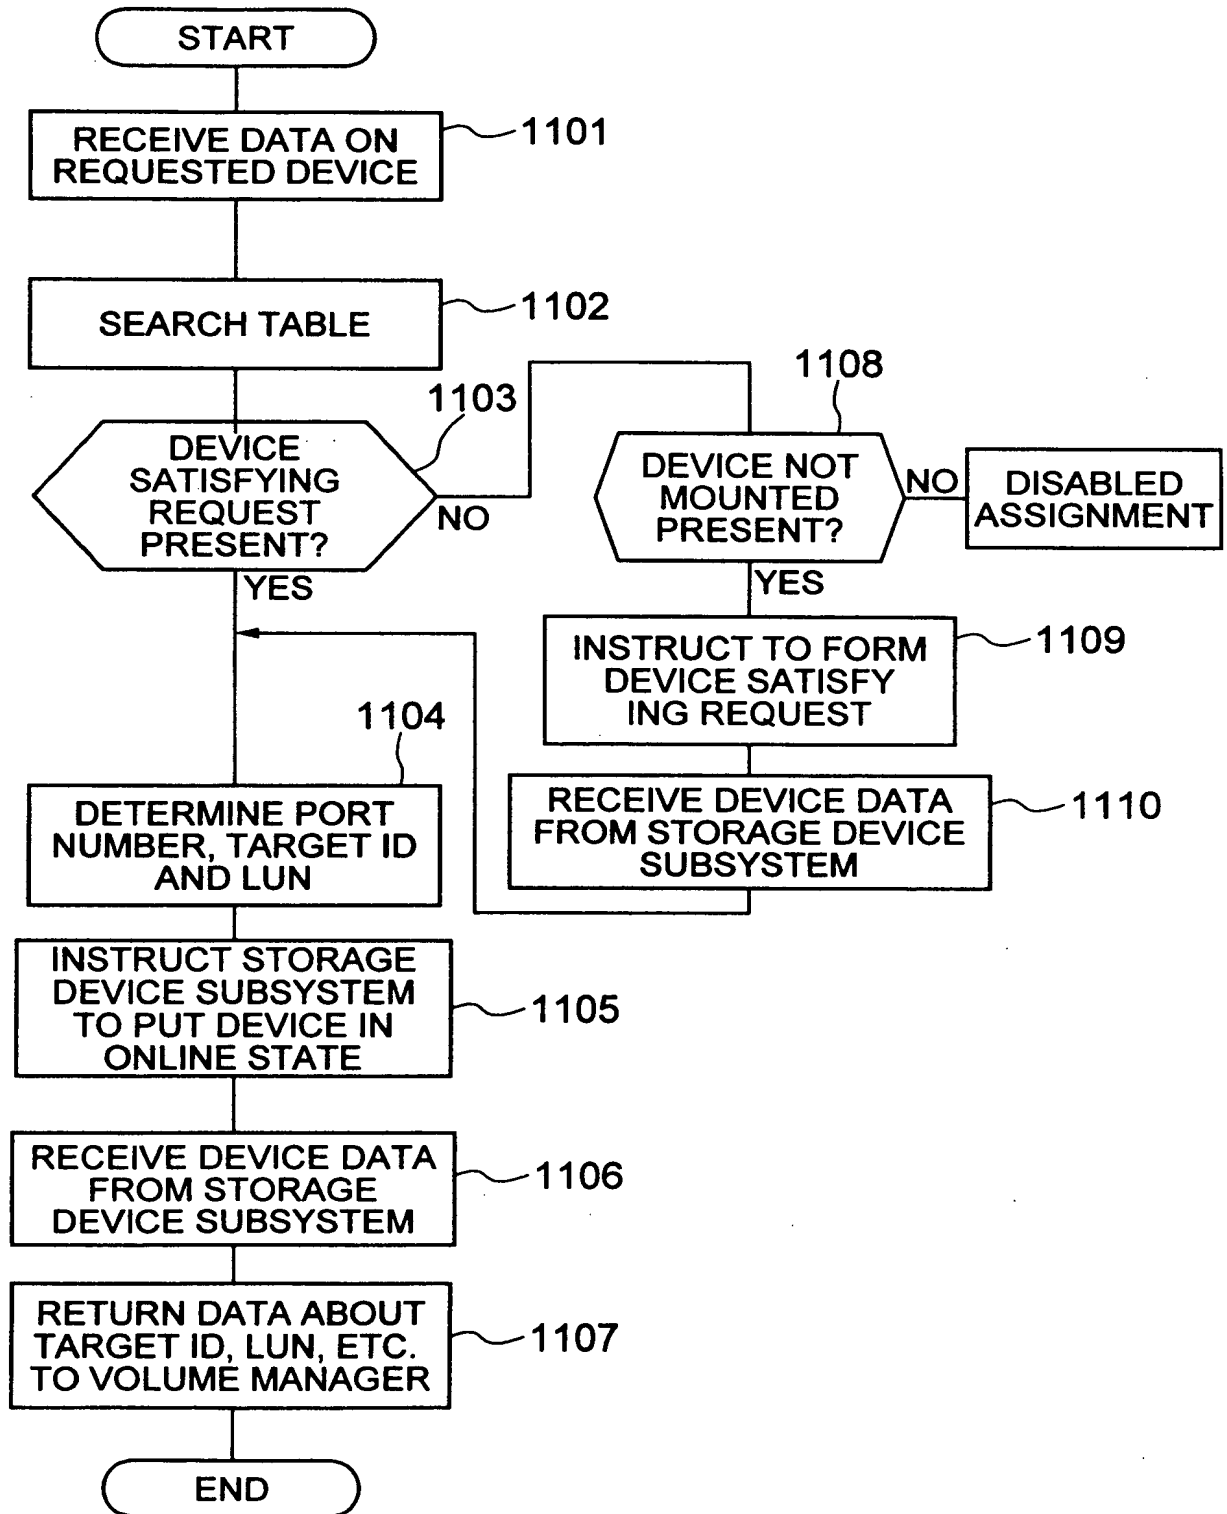 START
RECEIVE DATA ON
REQUESTED DEVICE
1101
SEARCH TABLE
1102
1103
DEVICE
SATISFYING
REQUEST
PRESENT?
NO
YES
1108
DEVICE NOT
MOUNTED
PRESENT?
NO
DISABLED
ASSIGNMENT
YES
INSTRUCT TO FORM
DEVICE SATISFY
ING REQUEST
1109
RECEIVE DEVICE DATA
FROM STORAGE DEVICE
SUBSYSTEM
1110
1104
DETERMINE PORT
NUMBER, TARGET ID
AND LUN
INSTRUCT STORAGE
DEVICE SUBSYSTEM
TO PUT DEVICE IN
ONLINE STATE
1105
RECEIVE DEVICE DATA
FROM STORAGE
DEVICE SUBSYSTEM
1106
RETURN DATA ABOUT
TARGET ID, LUN, ETC.
TO VOLUME MANAGER
1107
END